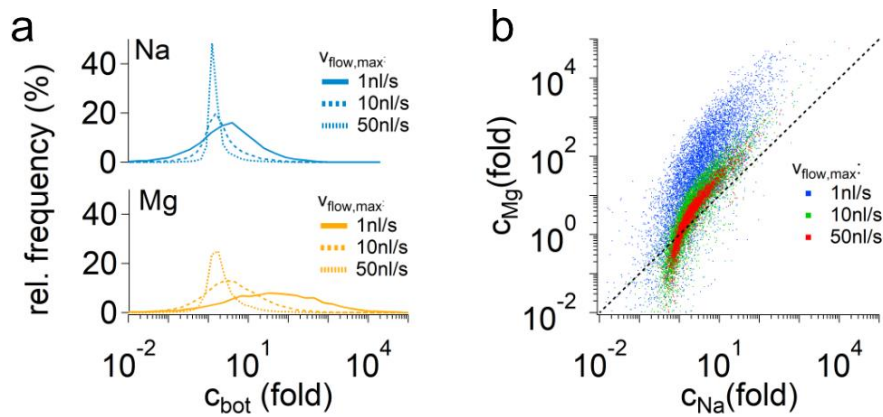 a
Na
rel. frequency (%)
40
20
0
v_flow,max:
1nl/s
10nl/s
50nl/s
Mg
40
20
0
v_flow,max:
1nl/s
10nl/s
50nl/s
10^-2
10^1
10^4
c_bot (fold)
b
c_Mg(fold)
10^4
10^2
10^0
10^-2
v_flow,max:
1nl/s
10nl/s
50nl/s
10^-2
10^1
10^4
c_Na(fold)